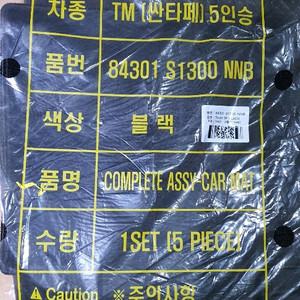 차종 TM (싼타페) 5인승
품번 84301 S1300 NNB
색상 블랙
품명 COMPLETE ASSY-CAR MAT
수량 1SET (5 PIECE)
⚠ Caution ※ 주의사항